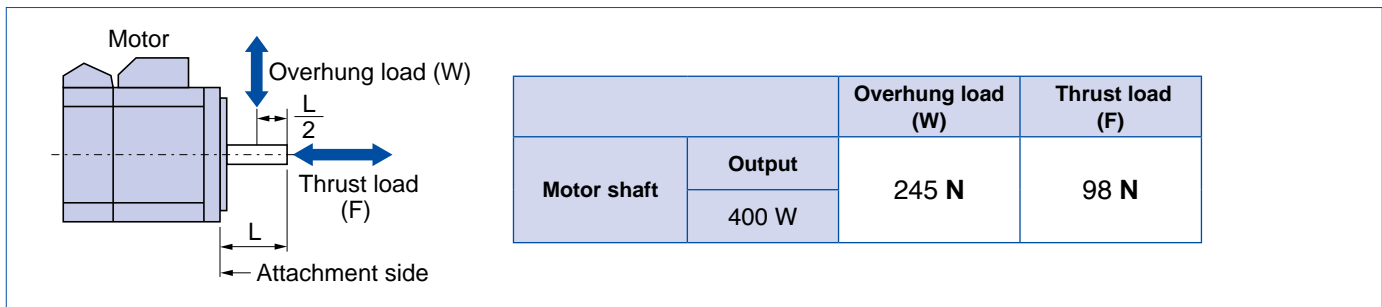 Motor
Overhung load (W)
L
2
Thrust load
(F)
L
Attachment side
Overhung load
(W)
Thrust load
(F)
Motor shaft
Output
245 N
98 N
400 W